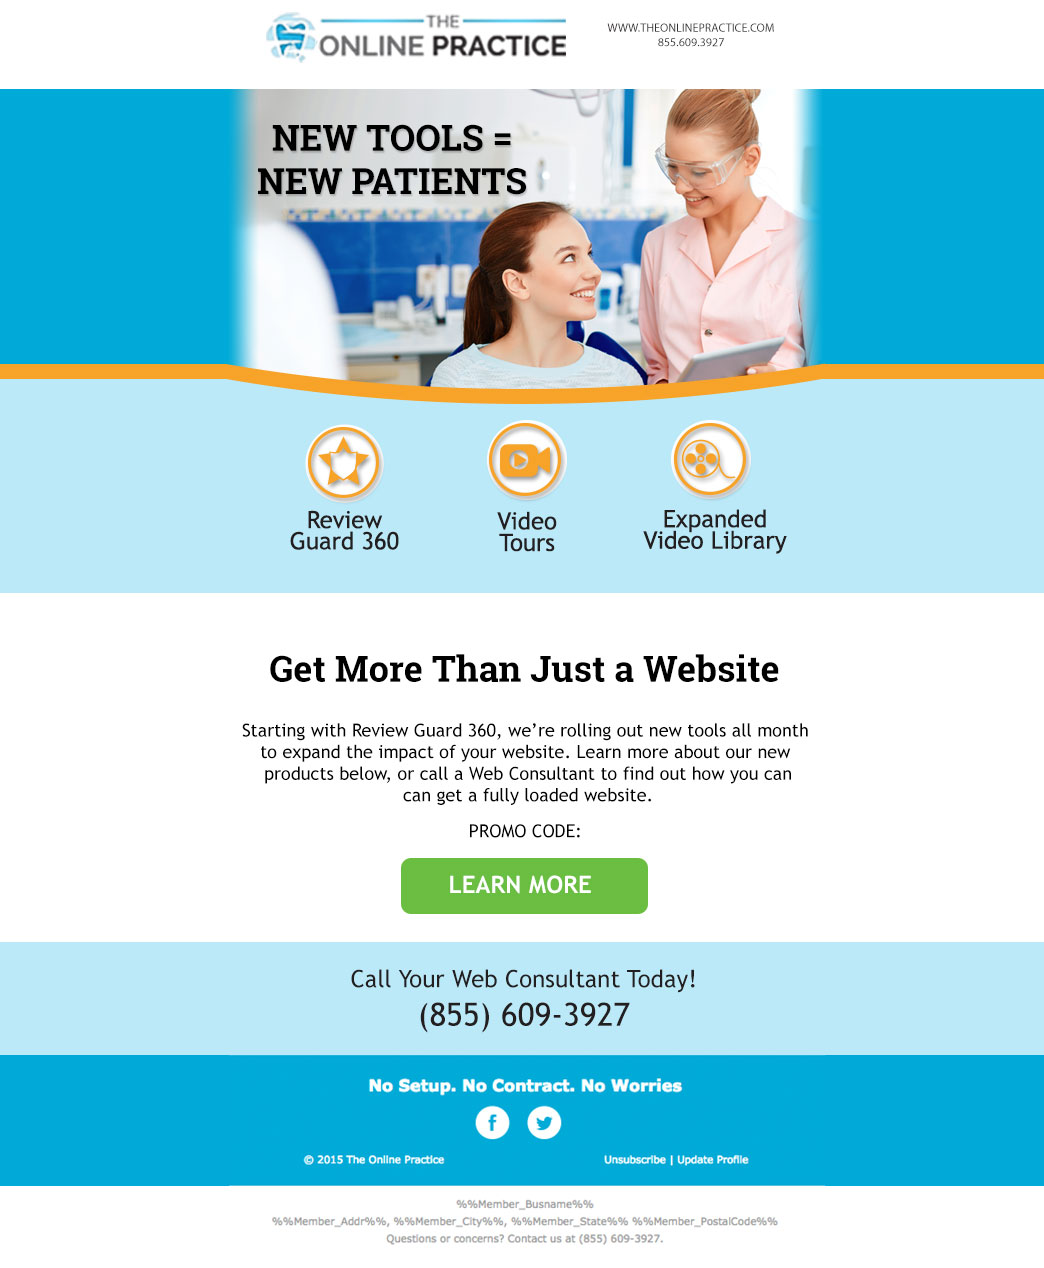 THE
ONLINE PRACTICE
WWW.THEONLINEPRACTICE.COM
855.609.3927
NEW TOOLS =
NEW PATIENTS
Review
Guard 360
Video
Tours
Expanded
Video Library
Get More Than Just a Website
Starting with Review Guard 360, we’re rolling out new tools all month
to expand the impact of your website. Learn more about our new
products below, or call a Web Consultant to find out how you can
can get a fully loaded website.
PROMO CODE:
LEARN MORE
Call Your Web Consultant Today!
(855) 609-3927
No Setup. No Contract. No Worries
© 2015 The Online Practice
Unsubscribe | Update Profile
%%Member_Busname%%
%%Member_Addr%%, %%Member_City%%, %%Member_State%% %%Member_PostalCode%%
Questions or concerns? Contact us at (855) 609-3927.